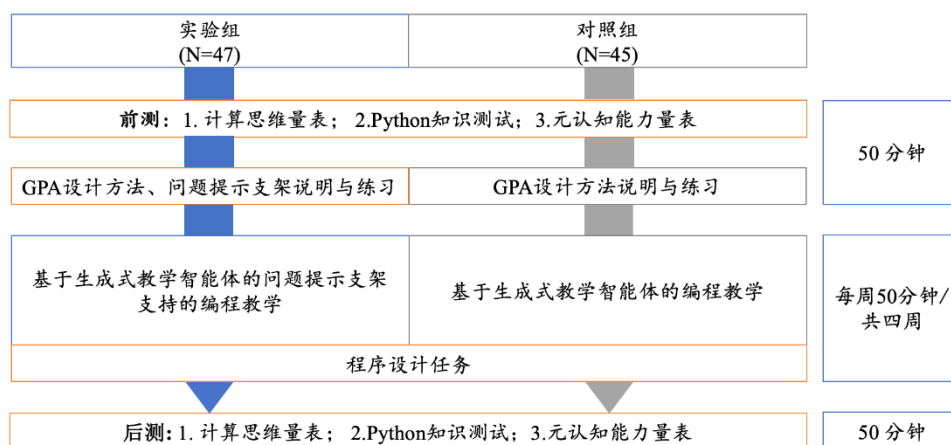 实验组
(N=47)
对照组
(N=45)
前测：1. 计算思维量表； 2.Python知识测试；3.元认知能力量表
50 分钟
GPA设计方法、问题提示支架说明与练习
GPA设计方法说明与练习
基于生成式教学智能体的问题提示支架
支持的编程教学
基于生成式教学智能体的编程教学
每周50分钟/
共四周
程序设计任务
后测：1. 计算思维量表； 2.Python知识测试；3.元认知能力量表
50 分钟